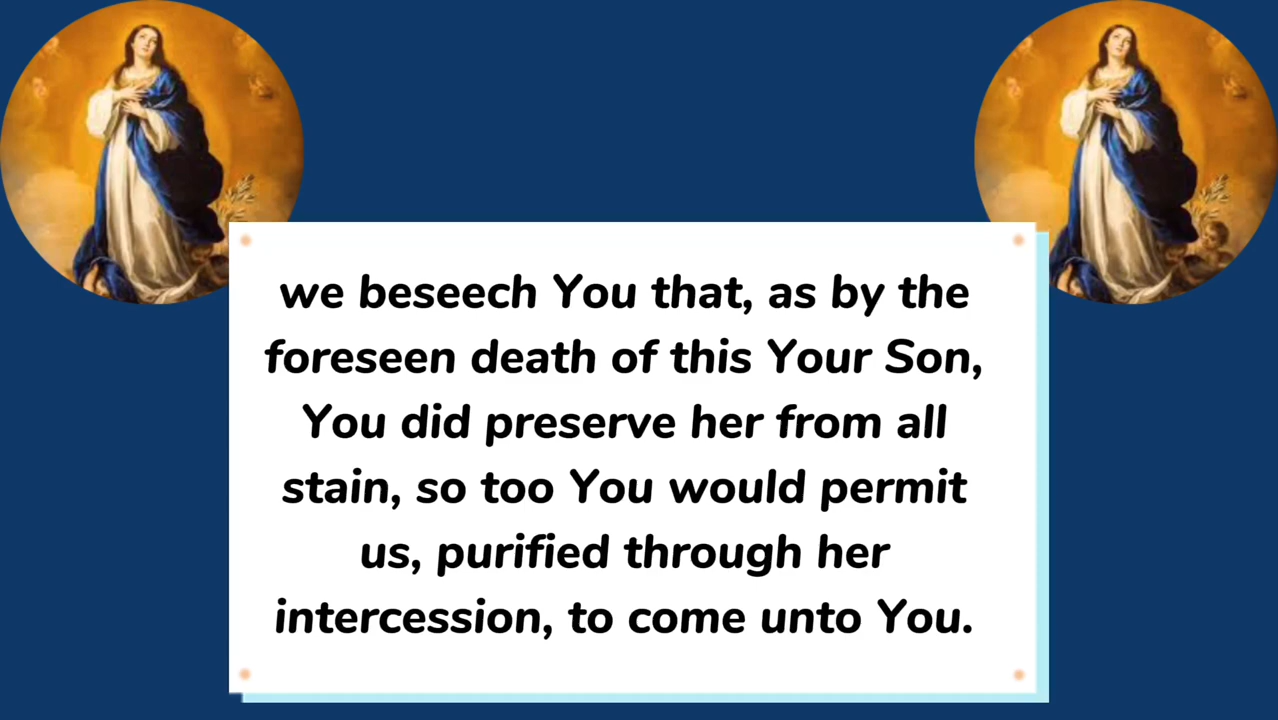 we beseech You that, as by the
foreseen death of this Your Son,
You did preserve her from all
stain, so too You would permit
us, purified through her
intercession, to come unto You.